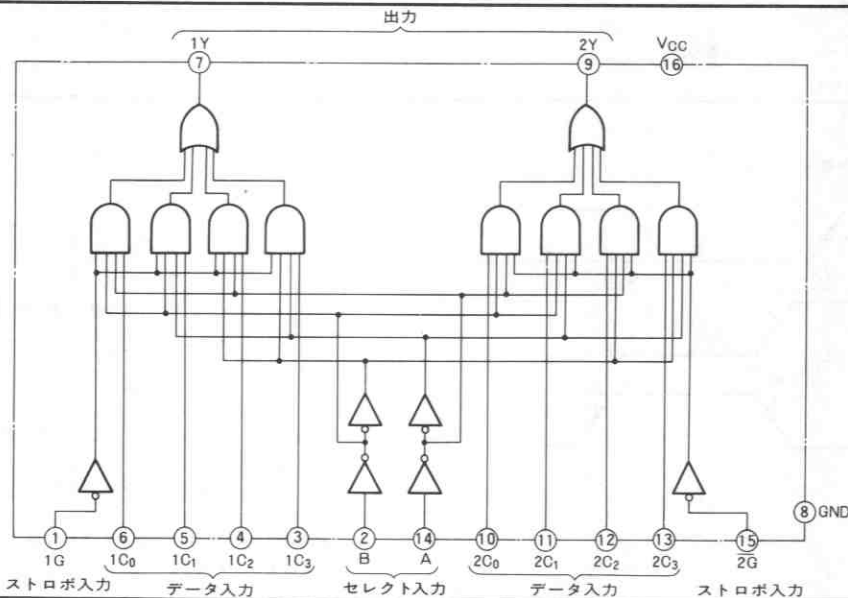 出力
1Y 2Y VCC
7 9 16
8 GND
1 6 5 4 3 2 14 10 11 12 13 15
1G 1C0 1C1 1C2 1C3 B A 2C0 2C1 2C2 2C3 2G
ストロボ入力 データ入力 セレクト入力 データ入力 ストロボ入力